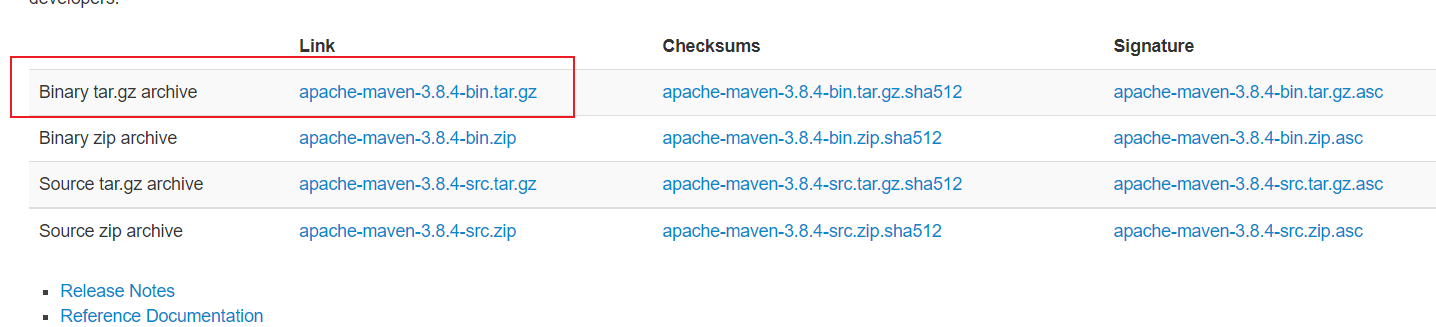 developers.
Link Checksums Signature
Binary tar.gz archive apache-maven-3.8.4-bin.tar.gz apache-maven-3.8.4-bin.tar.gz.sha512 apache-maven-3.8.4-bin.tar.gz.asc
Binary zip archive apache-maven-3.8.4-bin.zip apache-maven-3.8.4-bin.zip.sha512 apache-maven-3.8.4-bin.zip.asc
Source tar.gz archive apache-maven-3.8.4-src.tar.gz apache-maven-3.8.4-src.tar.gz.sha512 apache-maven-3.8.4-src.tar.gz.asc
Source zip archive apache-maven-3.8.4-src.zip apache-maven-3.8.4-src.zip.sha512 apache-maven-3.8.4-src.zip.asc
Release Notes
Reference Documentation